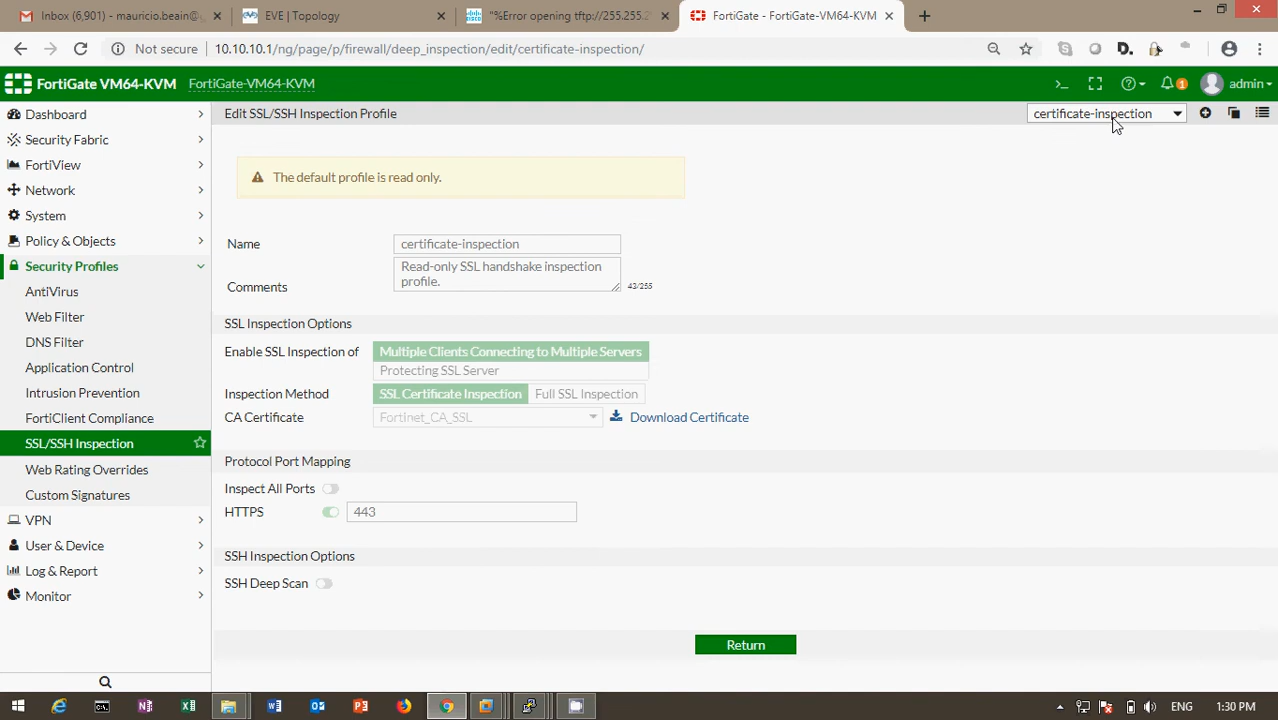 Inbox (6,901) - mauricio.beain@g
EVE | Topology
"%Error opening tftp://255.255.2
FortiGate - FortiGate-VM64-KVM
Not secure
10.10.10.1/ng/page/p/firewall/deep_inspection/edit/certificate-inspection/
FortiGate VM64-KVM
FortiGate-VM64-KVM
1
admin
Dashboard
Security Fabric
FortiView
Network
System
Policy & Objects
Security Profiles
AntiVirus
Web Filter
DNS Filter
Application Control
Intrusion Prevention
FortiClient Compliance
SSL/SSH Inspection
Web Rating Overrides
Custom Signatures
VPN
User & Device
Log & Report
Monitor
Edit SSL/SSH Inspection Profile
certificate-inspection
The default profile is read only.
Name
certificate-inspection
Comments
Read-only SSL handshake inspection
profile.
43/255
SSL Inspection Options
Enable SSL Inspection of
Multiple Clients Connecting to Multiple Servers
Protecting SSL Server
Inspection Method
SSL Certificate Inspection
Full SSL Inspection
CA Certificate
Fortinet_CA_SSL
Download Certificate
Protocol Port Mapping
Inspect All Ports
HTTPS
443
SSH Inspection Options
SSH Deep Scan
Return
ENG
1:30 PM